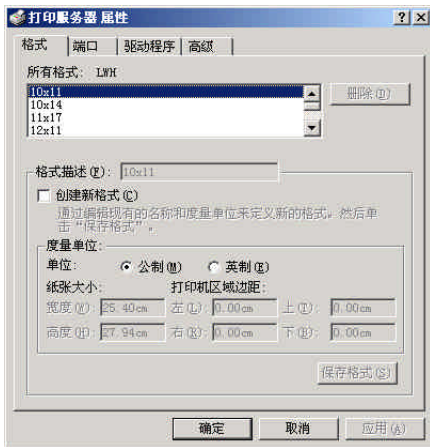 打印服务器 属性
格式 端口 驱动程序 高级
所有格式: LWH
10x11
10x14
11x17
12x11
删除(D)
格式描述(F): 10x11
创建新格式(C)
通过编辑现有的名称和度量单位来定义新的格式。然后单
击“保存格式”。
度量单位:
单位: 公制(M) 英制(E)
纸张大小: 打印机区域边距:
宽度(W): 25.40cm 左(L): 0.00cm 上(T): 0.00cm
高度(H): 27.94cm 右(R): 0.00cm 下(B): 0.00cm
保存格式(S)
确定 取消 应用(A)